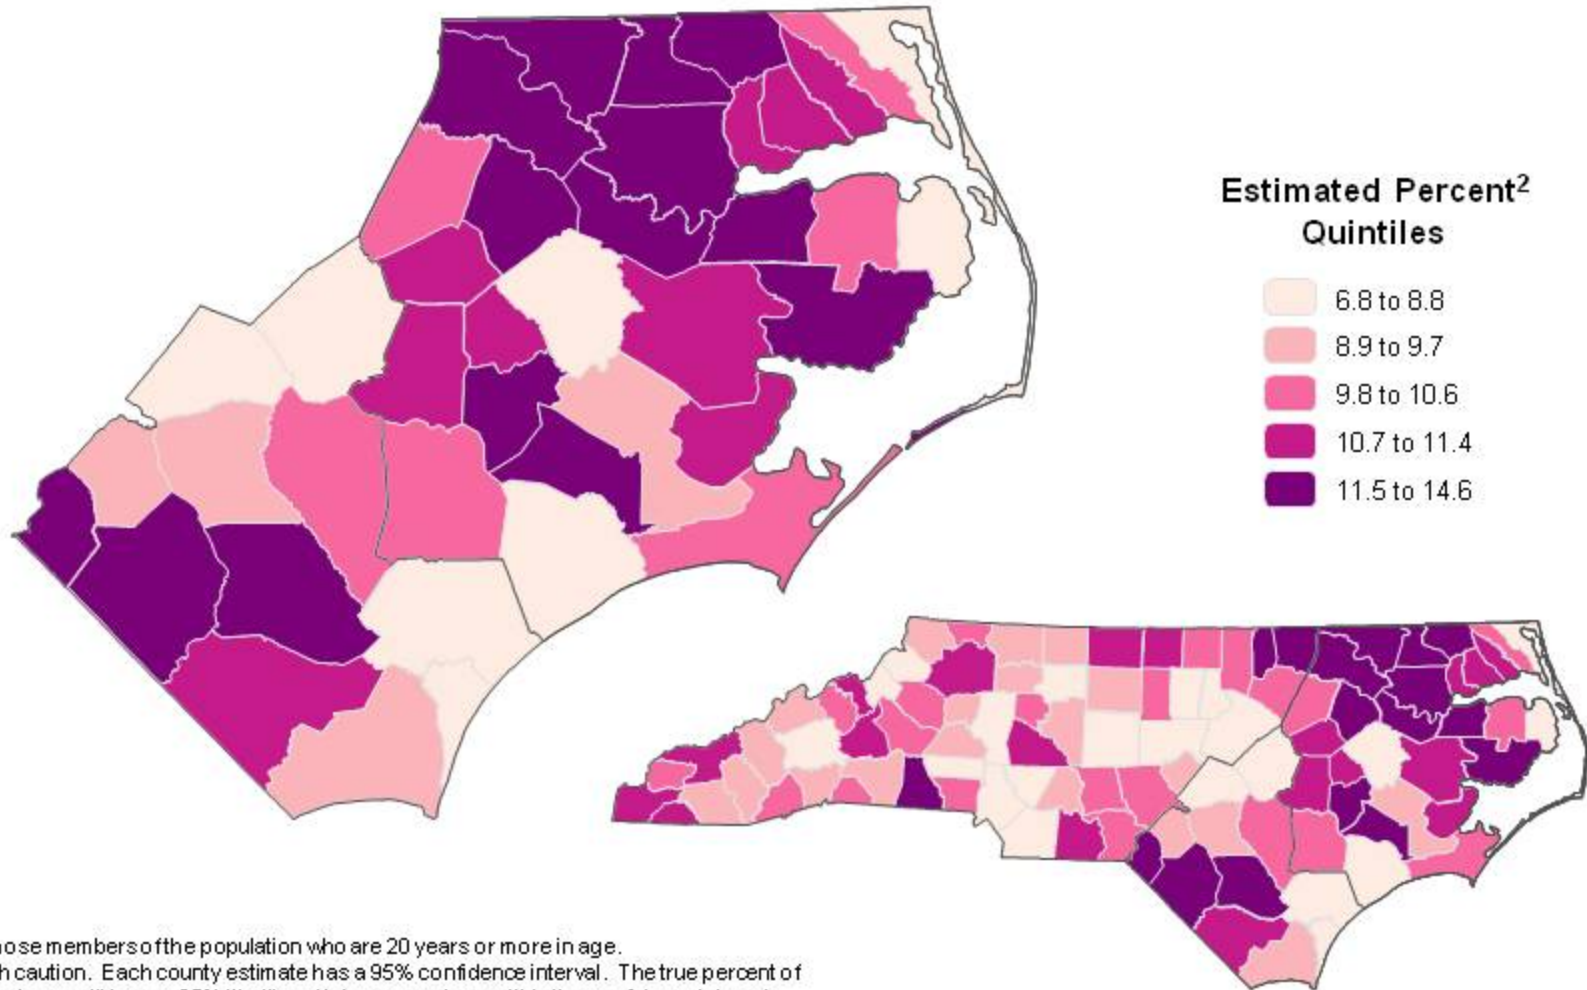 Estimated Percent2
Quintiles
6.8 to 8.8
8.9 to 9.7
9.8 to 10.6
10.7 to 11.4
11.5 to 14.6
members of the population who are 20 years or more in age.
caution. Each county estimate has a 95% confidence interval. The true percent of